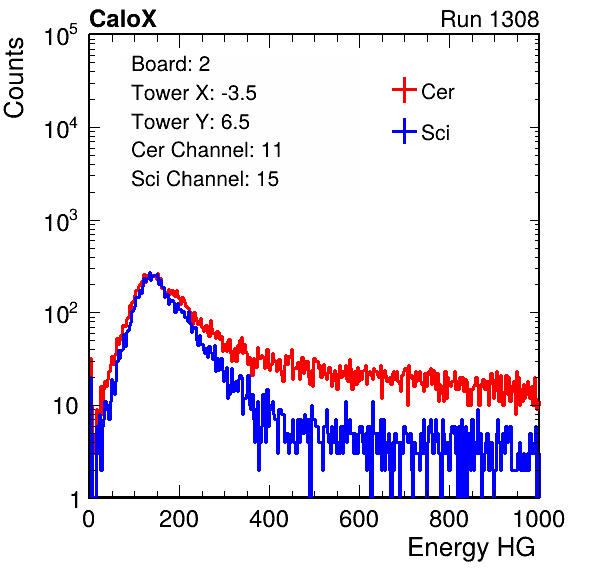 CaloX Run 1308
Board: 2
Tower X: -3.5
Tower Y: 6.5
Cer Channel: 11
Sci Channel: 15
Cer
Sci
Counts
10^5
10^4
10^3
10^2
10
1
0 200 400 600 800 1000
Energy HG